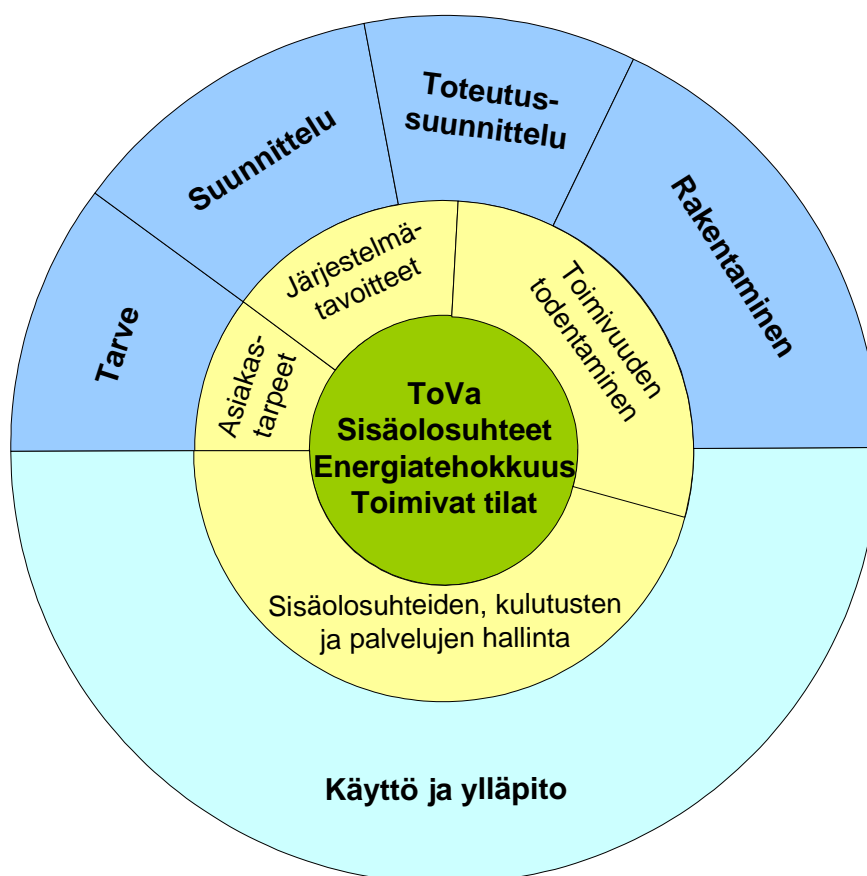 Tarve
Suunnittelu
Toteutus-
suunnittelu
Rakentaminen
Asiakas-
tarpeet
Järjestelmä-
tavoitteet
Toimivuuden
todentaminen
ToVa
Sisäolosuhteet
Energiatehokkuus
Toimivat tilat
Sisäolosuhteiden, kulutusten
ja palvelujen hallinta
Käyttö ja ylläpito